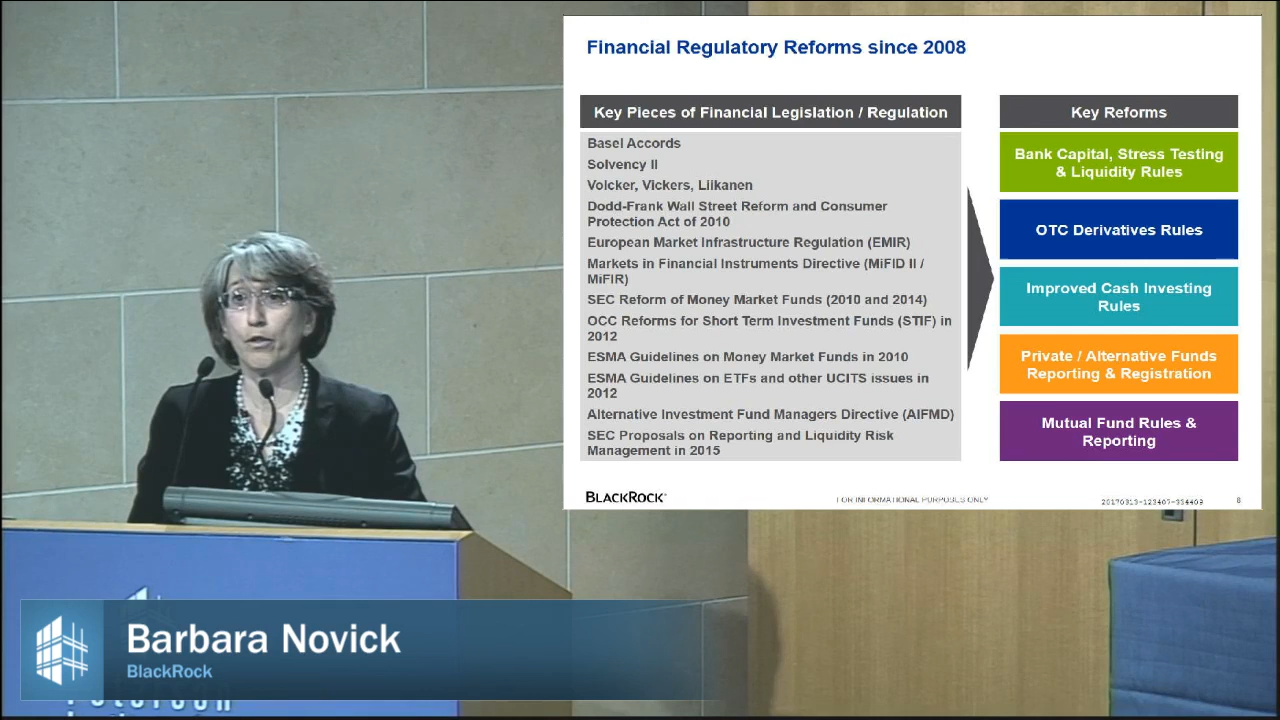 Financial Regulatory Reforms since 2008
Key Pieces of Financial Legislation / Regulation
Basel Accords
Solvency II
Volcker, Vickers, Liikanen
Dodd-Frank Wall Street Reform and Consumer
Protection Act of 2010
European Market Infrastructure Regulation (EMIR)
Markets in Financial Instruments Directive (MiFID II /
MiFIR)
SEC Reform of Money Market Funds (2010 and 2014)
OCC Reforms for Short Term Investment Funds (STIF) in
2012
ESMA Guidelines on Money Market Funds in 2010
ESMA Guidelines on ETFs and other UCITS issues in
2012
Alternative Investment Fund Managers Directive (AIFMD)
SEC Proposals on Reporting and Liquidity Risk
Management in 2015
Key Reforms
Bank Capital, Stress Testing
& Liquidity Rules
OTC Derivatives Rules
Improved Cash Investing
Rules
Private / Alternative Funds
Reporting & Registration
Mutual Fund Rules &
Reporting
BLACKROCK
FOR INFORMATIONAL PURPOSES ONLY
8
Barbara Novick
BlackRock